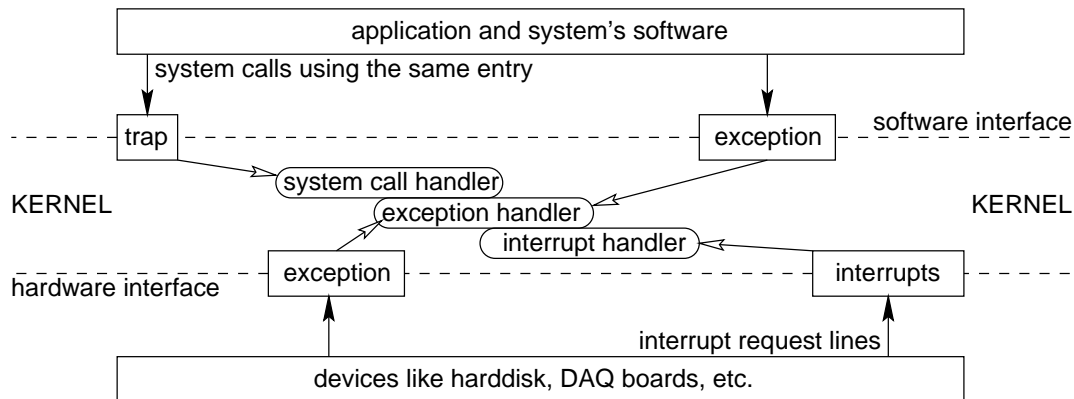 application and system's software
system calls using the same entry
trap
exception
software interface
system call handler
KERNEL
exception handler
KERNEL
interrupt handler
exception
interrupts
hardware interface
interrupt request lines
devices like harddisk, DAQ boards, etc.